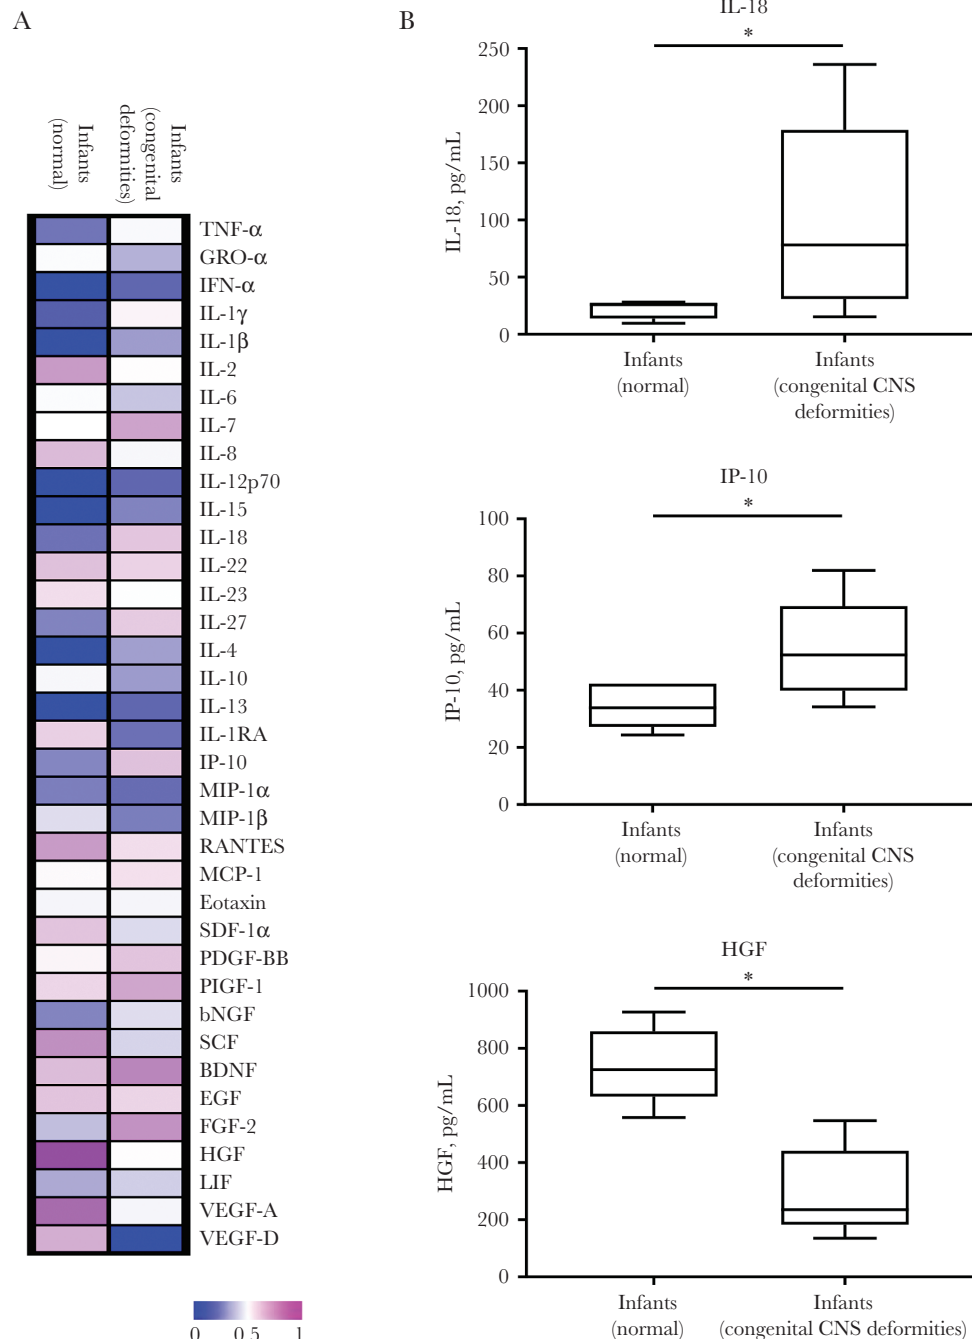 A
Infants
(normal)
Infants
(congenital
deformities)
TNF-α
GRO-α
IFN-α
IL-1γ
IL-1β
IL-2
IL-6
IL-7
IL-8
IL-12p70
IL-15
IL-18
IL-22
IL-23
IL-27
IL-4
IL-10
IL-13
IL-1RA
IP-10
MIP-1α
MIP-1β
RANTES
MCP-1
Eotaxin
SDF-1α
PDGF-BB
PIGF-1
bNGF
SCF
BDNF
EGF
FGF-2
HGF
LIF
VEGF-A
VEGF-D
0 0.5 1
B
IL-18
*
IL-18, pg/mL
250
200
150
100
50
0
Infants
(normal)
Infants
(congenital CNS
deformities)
IP-10
*
IP-10, pg/mL
100
80
60
40
20
0
Infants
(normal)
Infants
(congenital CNS
deformities)
HGF
*
HGF, pg/mL
1000
800
600
400
200
0
Infants
(normal)
Infants
(congenital CNS deformities)